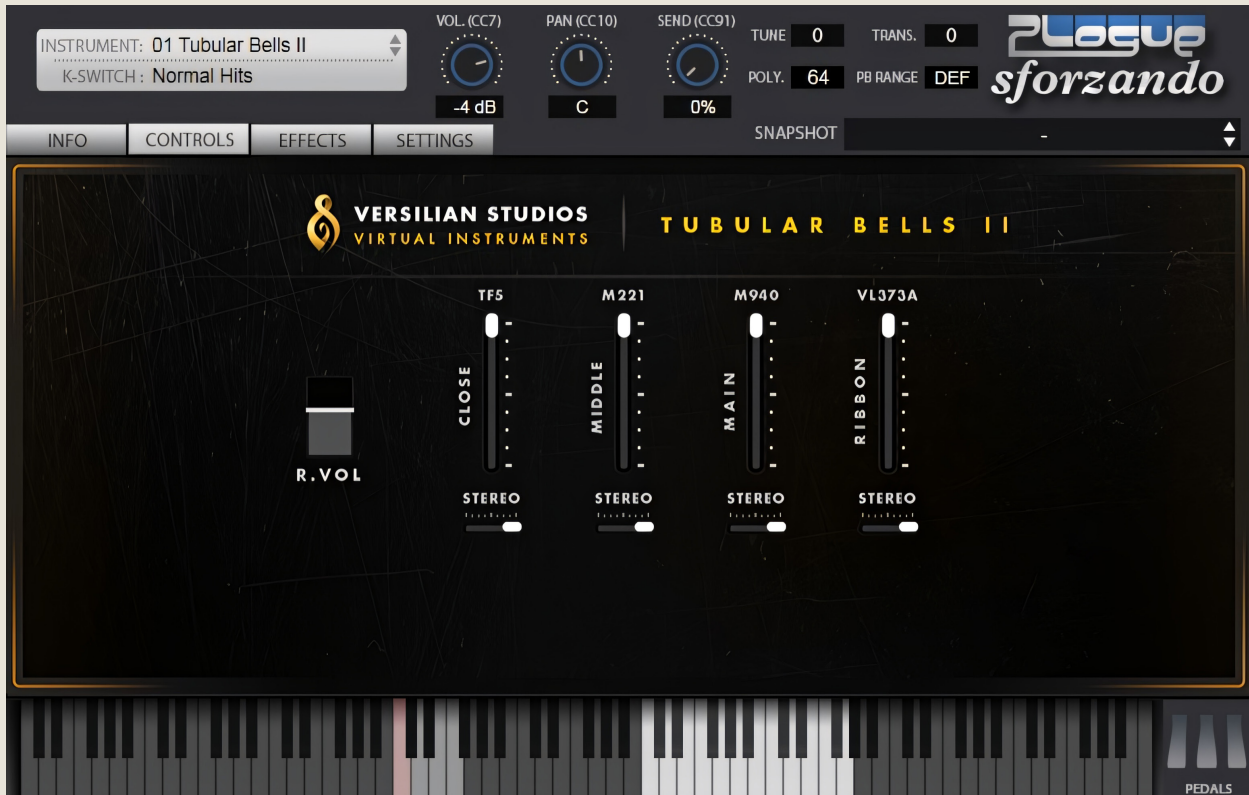 VOL. (CC7) PAN (CC10) SEND (CC91)
INSTRUMENT: 01 Tubular Bells II
K-SWITCH : Normal Hits
-4 dB C 0%
TUNE 0 TRANS. 0
POLY. 64 PB RANGE DEF
Plogue
sforzando
INFO CONTROLS EFFECTS SETTINGS
SNAPSHOT -
VERSILIAN STUDIOS
VIRTUAL INSTRUMENTS
TUBULAR BELLS II
TF5 M221 M940 VL373A
CLOSE MIDDLE MAIN RIBBON
R.VOL
STEREO STEREO STEREO STEREO
PEDALS